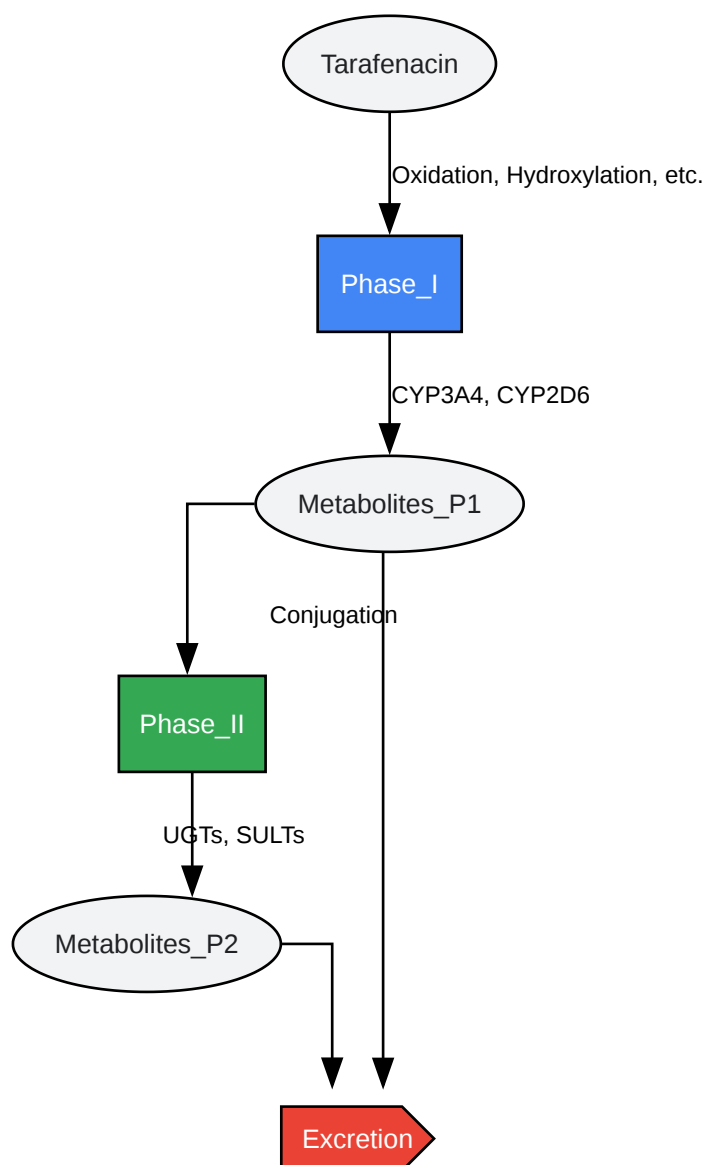 Tarafenacin
Oxidation, Hydroxylation, etc.
Phase_I
CYP3A4, CYP2D6
Metabolites_P1
Conjugation
Phase_II
UGTs, SULTs
Metabolites_P2
Excretion